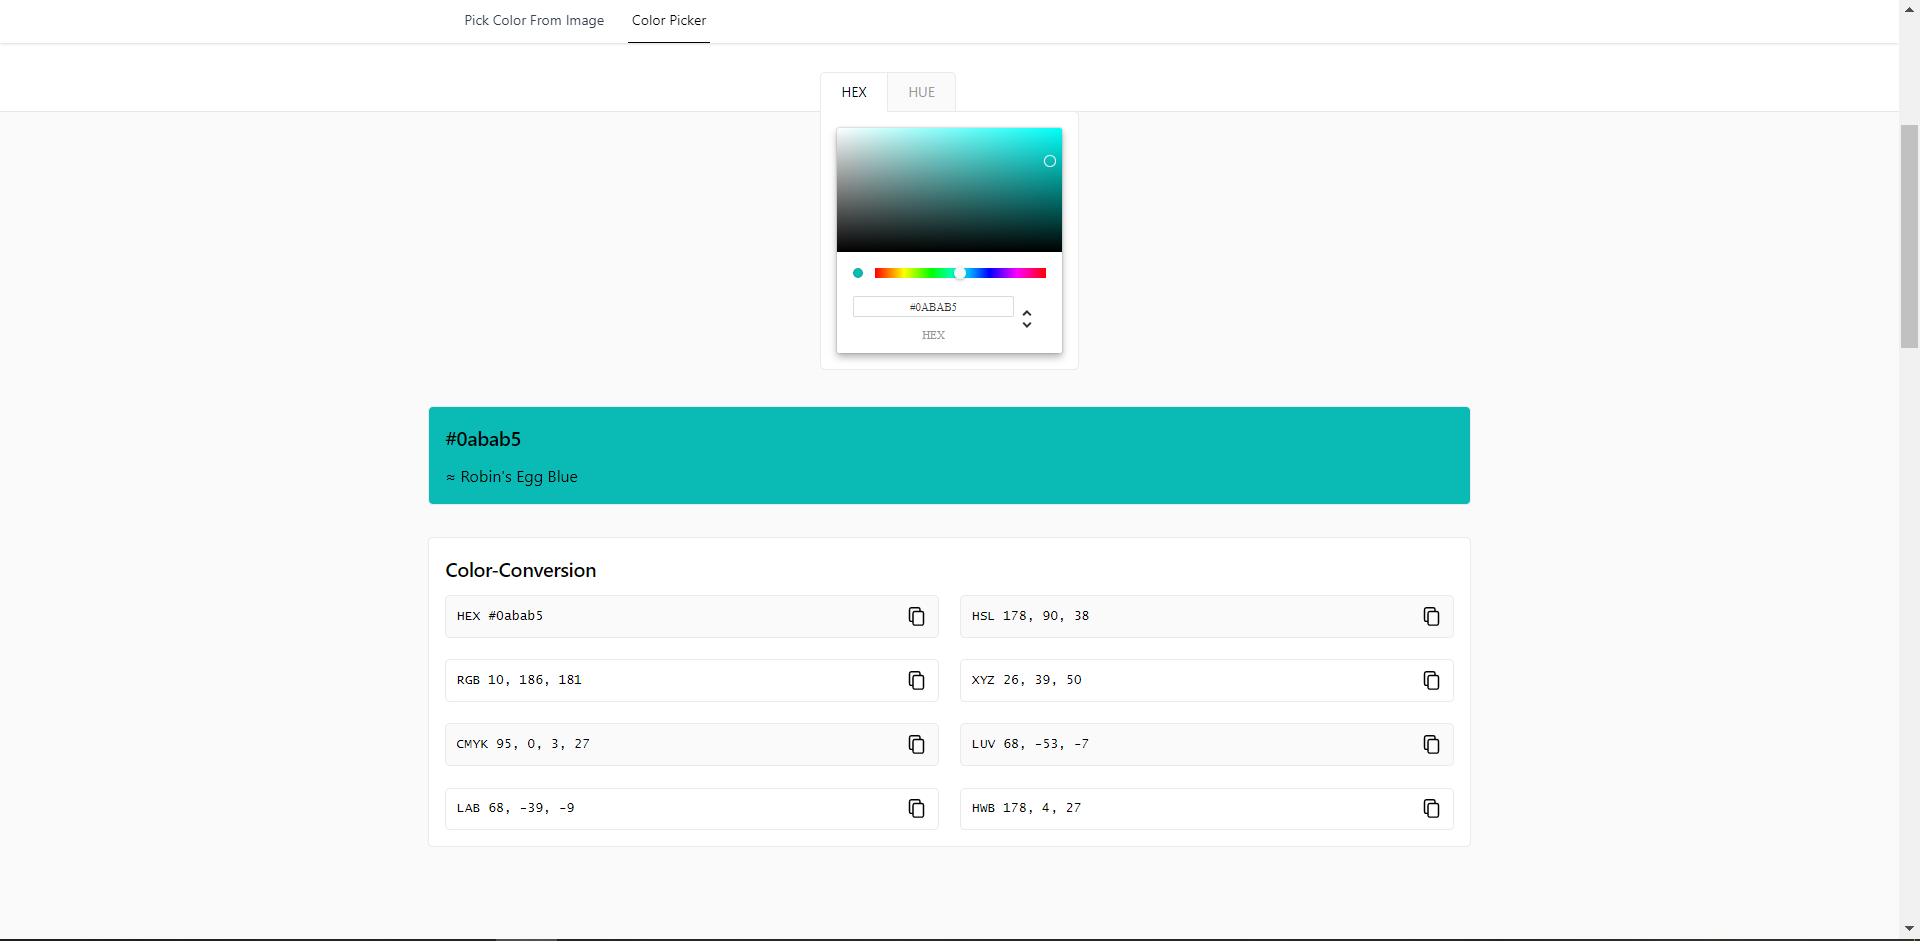 Pick Color From Image Color Picker
HEX HUE
#0ABAB5
HEX
#0abab5
≈ Robin's Egg Blue
Color-Conversion
HEX #0abab5
HSL 178, 90, 38
RGB 10, 186, 181
XYZ 26, 39, 50
CMYK 95, 0, 3, 27
LUV 68, -53, -7
LAB 68, -39, -9
HWB 178, 4, 27